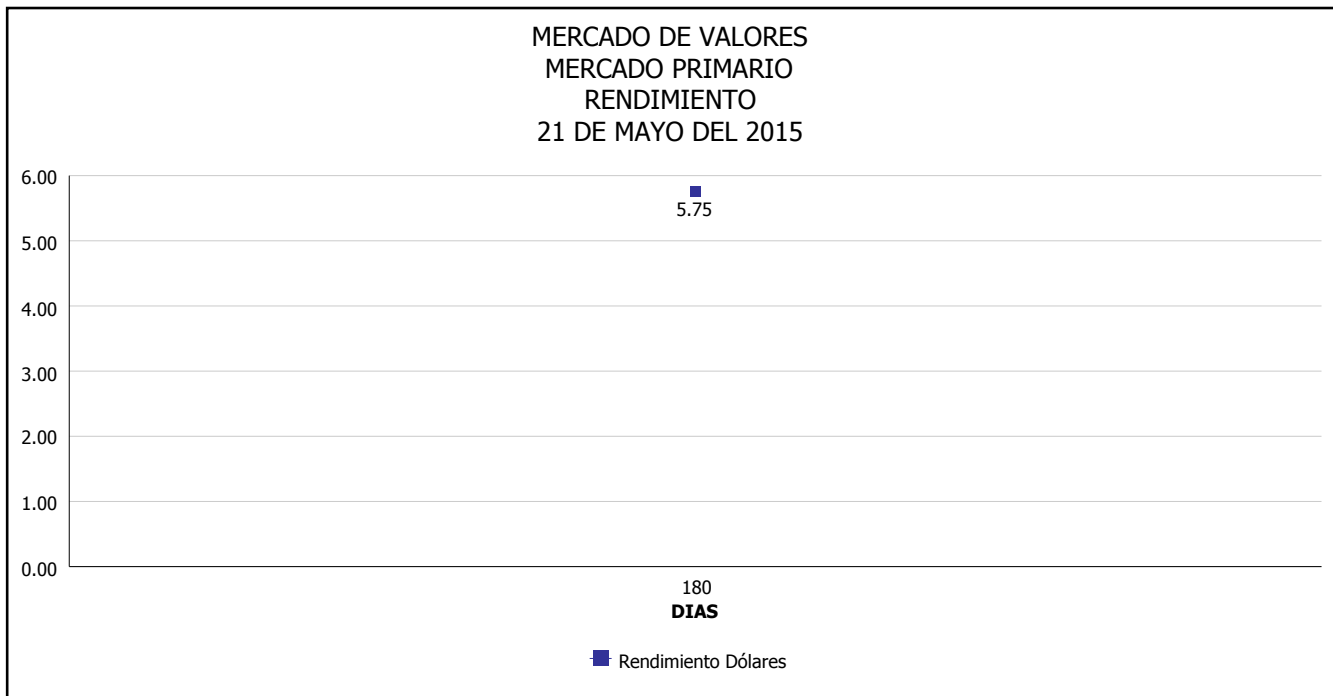 MERCADO DE VALORES
MERCADO PRIMARIO
RENDIMIENTO
21 DE MAYO DEL 2015
6.00
5.75
5.00
4.00
3.00
2.00
1.00
0.00
180
DIAS
Rendimiento Dólares